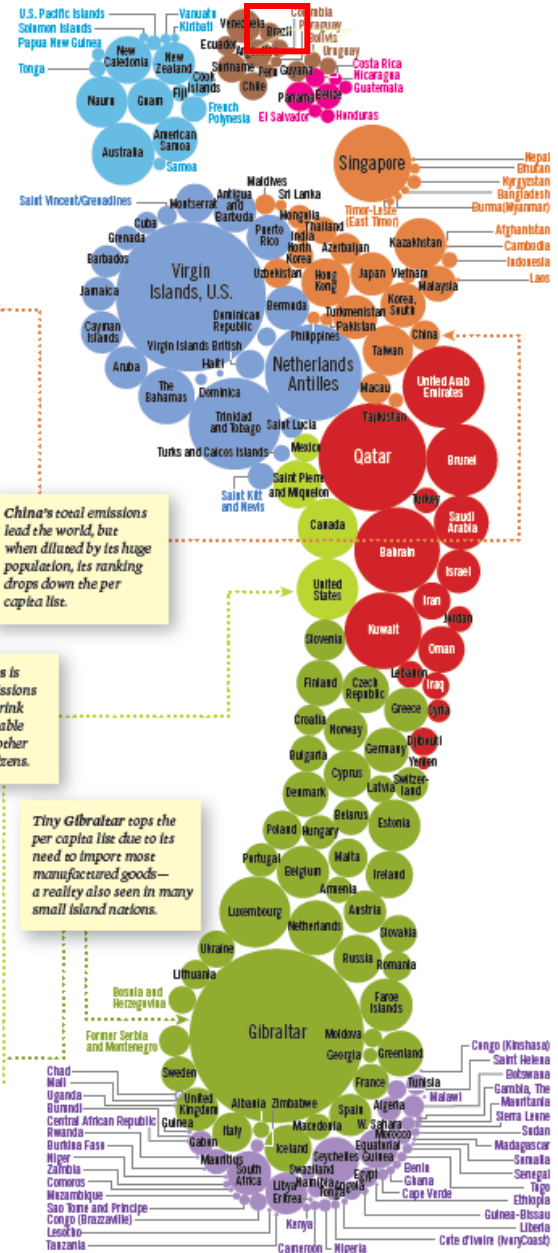 U.S. Pacific Islands
Solomon Islands
Papua New Guinea
Tonga
Vanuatu
Kiribati
New
Caledonia
New
Zealand
Nauru
Guam
Fiji
Cook
Islands
French
Polynesia
American
Samoa
Australia
Samoa
Venezuela
Brazil
Ecuador
Suriname
Peru
Guyana
Chile
Colombia
Paraguay
Bolivia
Uruguay
Costa Rica
Nicaragua
Guatemala
Panama
Belize
El Salvador
Honduras
Singapore
Nepal
Bhutan
Kyrgyzstan
Bangladesh
Burma(Myanmar)
Timor-Leste
(East Timor)
Afghanistan
Cambodia
Indonesia
Laos
Maldives
Sri Lanka
Mongolia
Thailand
India
Azerbaijan
Kazakhstan
North
Korea
Uzbekistan
Hong
Kong
Japan
Vietnam
Malaysia
Korea,
South
Turkmenistan
Pakistan
Philippines
China
Taiwan
Macau
Tajikistan
Saint Vincent/Grenadines
Montserrat
Antigua
and
Barbuda
Cuba
Grenada
Puerto
Rico
Barbados
Virgin
Islands, U.S.
Jamaica
Bermuda
Dominican
Republic
Cayman
Islands
Virgin Islands British
Haiti
Netherlands
Antilles
Aruba
The
Bahamas
Dominica
Trinidad
and Tobago
Saint Lucia
Turks and Caicos Islands
Saint Kitt
and Nevis
Mexico
Saint Pierre
and Miquelon
Canada
United
States
United Arab
Emirates
Qatar
Brunei
Turkey
Saudi
Arabia
Bahrain
Israel
Iran
Jordan
Kuwait
Oman
Lebanon
Iraq
Syria
Djibouti
Yemen
China's total emissions
lead the world, but
when diluted by its huge
population, its ranking
drops down the per
capita list.
s is
ssions
rink
able
other
izens.
Tiny Gibraltar tops the
per capita list due to its
need to import most
manufactured goods—
a reality also seen in many
small island nations.
Slovenia
Finland
Czech
Republic
Greece
Croatia
Norway
Germany
Bulgaria
Cyprus
Latvia
Switzer-
land
Denmark
Belarus
Estonia
Poland
Hungary
Portugal
Malta
Belgium
Ireland
Armenia
Luxembourg
Austria
Netherlands
Slovakia
Ukraine
Russia
Romania
Lithuania
Bosnia and
Herzegovina
Faroe
Islands
Gibraltar
Former Serbia
and Montenegro
Moldova
Georgia
Greenland
Sweden
France
United
Kingdom
Albania
Zimbabwe
Spain
Italy
Macedonia
Iceland
Chad
Mali
Uganda
Burundi
Central African Republic
Rwanda
Burkina Faso
Niger
Zambia
Comoros
Mozambique
Sao Tome and Principe
Congo (Brazzaville)
Lesotho
Tanzania
Guinea
Gabon
Mauritius
South
Africa
Libya
Eritrea
Swaziland
Namibia
Angola
Seychelles
Equatorial
Guinea
Egypt
Morocco
W. Sahara
Algeria
Tunisia
Malawi
Kenya
Cameroon
Nigeria
Congo (Kinshasa)
Saint Helena
Botswana
Gambia, The
Mauritania
Sierra Leone
Sudan
Madagascar
Somalia
Senegal
Togo
Ethiopia
Guinea-Bissau
Liberia
Cote d'Ivoire (IvoryCoast)
Benin
Ghana
Cape Verde